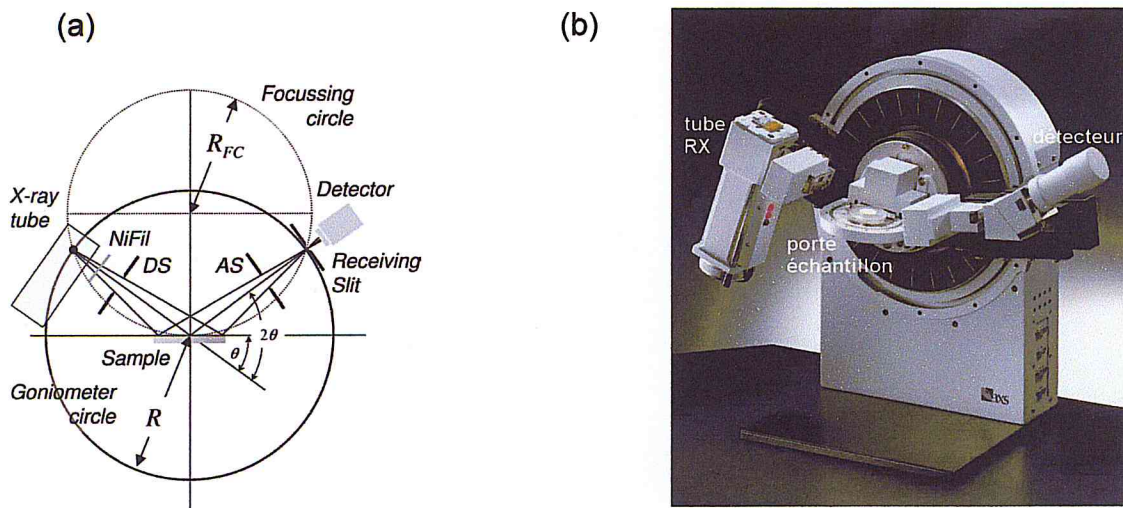 (a)
Focussing
circle
R_FC
X-ray
tube
Detector
NiFil
DS
AS
Receiving
Slit
2θ
θ
Sample
Goniometer
circle
R
(b)
tube
RX
détecteur
porte
échantillon